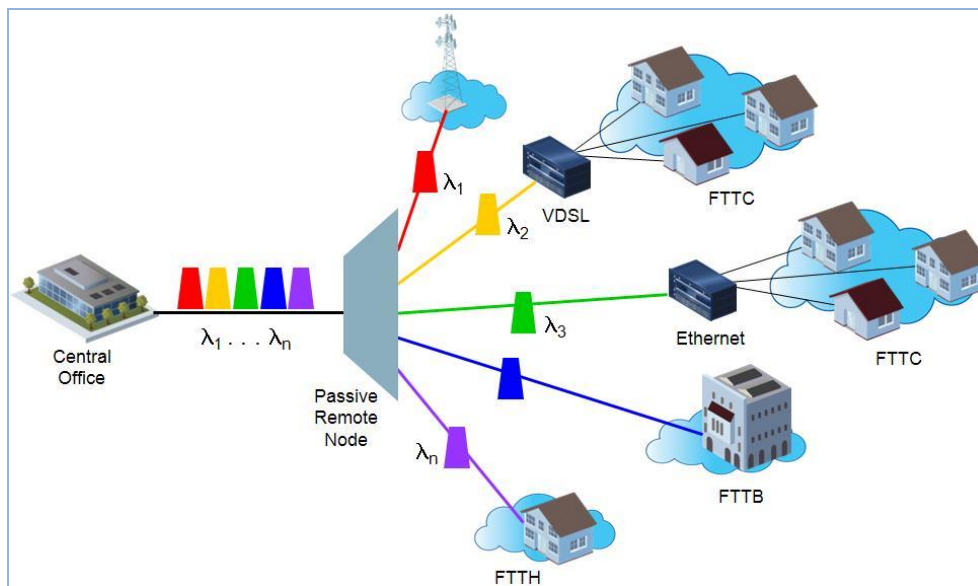 λ1
λ2
VDSL
FTTC
λ1 . . . λn
Central
Office
λ3
Ethernet
FTTC
Passive
Remote
Node
λn
FTTB
FTTH